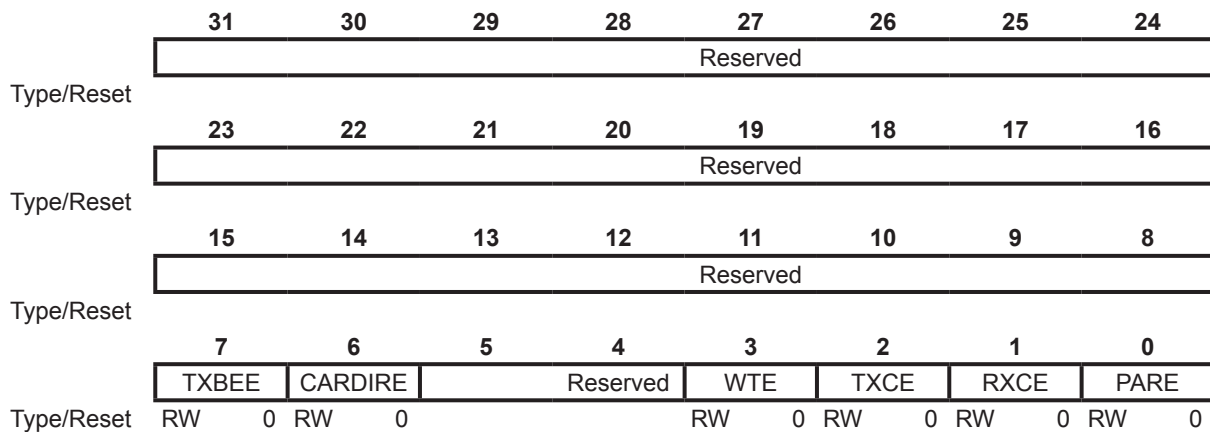 31 30 29 28 27 26 25 24
Reserved
Type/Reset
23 22 21 20 19 18 17 16
Reserved
Type/Reset
15 14 13 12 11 10 9 8
Reserved
Type/Reset
7 6 5 4 3 2 1 0
TXBEE CARDIRE Reserved WTE TXCE RXCE PARE
Type/Reset RW 0 RW 0 RW 0 RW 0 RW 0 RW 0